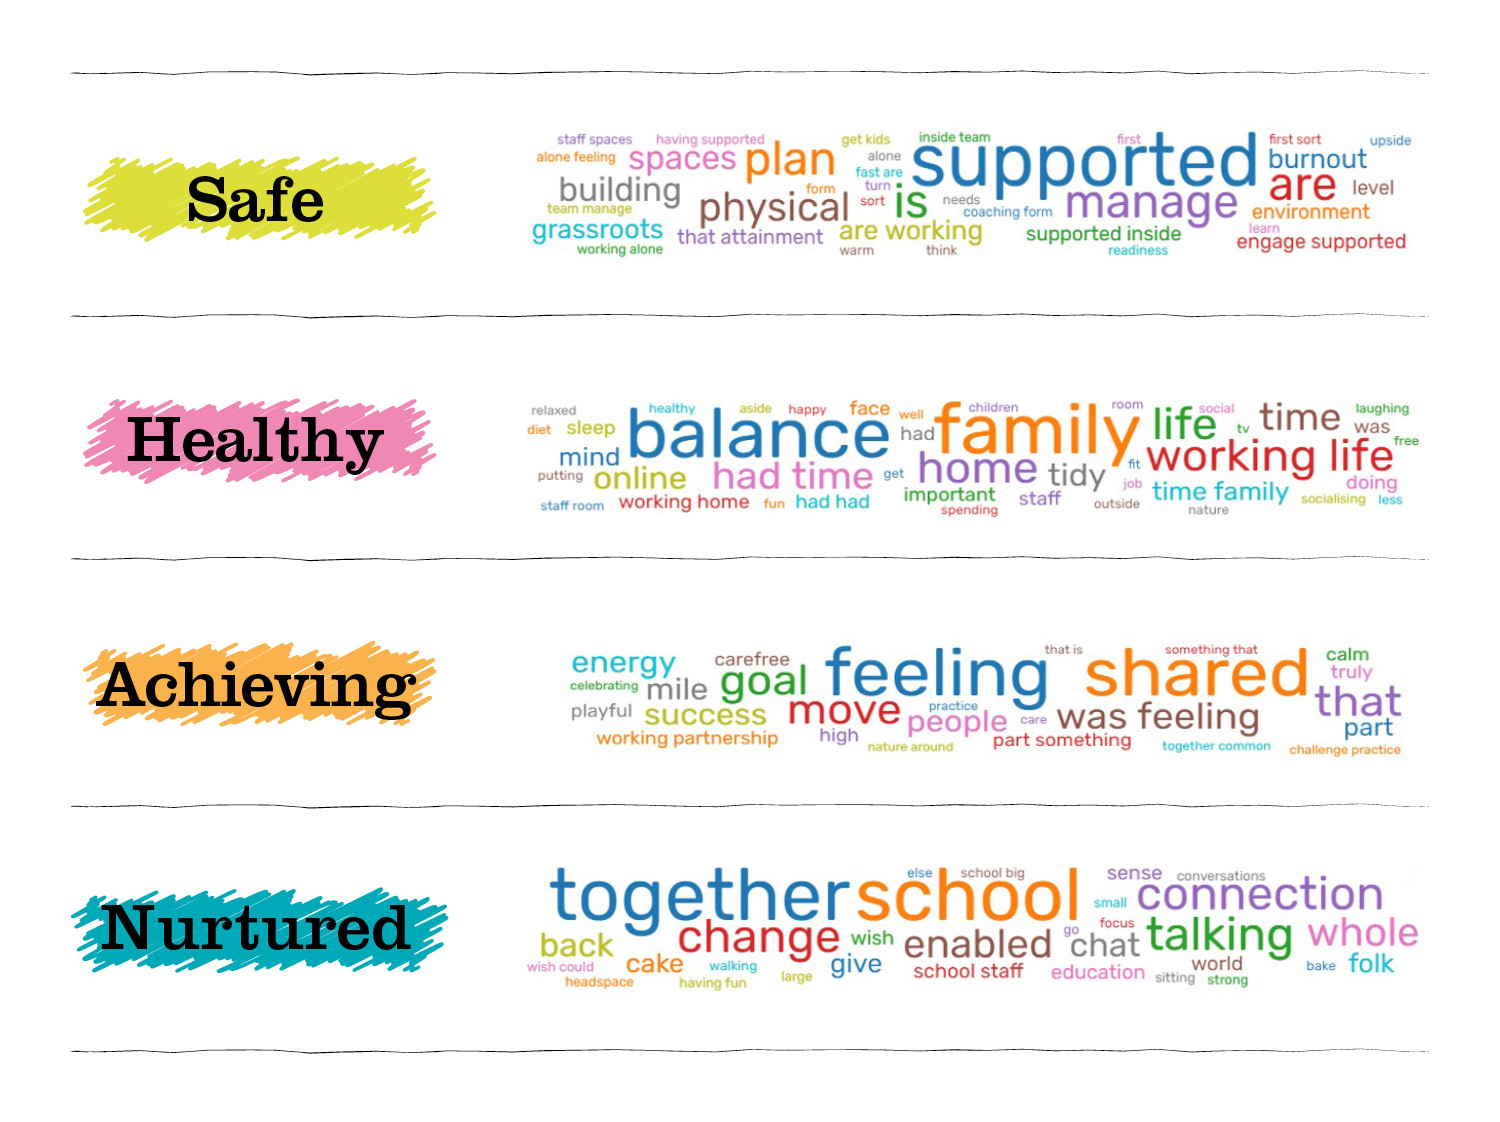 Safe
staff spaces having supported get kids inside team first first sort upside
alone feeling spaces plan alone supported burnout
fast are
building form turn are level
team manage physical sort is needs manage environment
coaching form
grassroots that attainment are working supported inside learn engage supported
working alone warm think readiness
Healthy
relaxed healthy aside happy face well children room social laughing
diet sleep balance had family life tv time was
free
mind working life
putting online had time get home fit tidy job doing
staff room working home fun had had important staff outside time family socialising less
spending nature
Achieving
energy carefree feeling that is shared something that calm
celebrating mile goal truly
playful success move practice people care was feeling that
part
working partnership high nature around part something together common challenge practice
Nurtured
together else school school big sense conversations
small connection
back change wish enabled go focus chat talking whole
wish could cake walking give school staff education world bake folk
headspace having fun large sitting strong